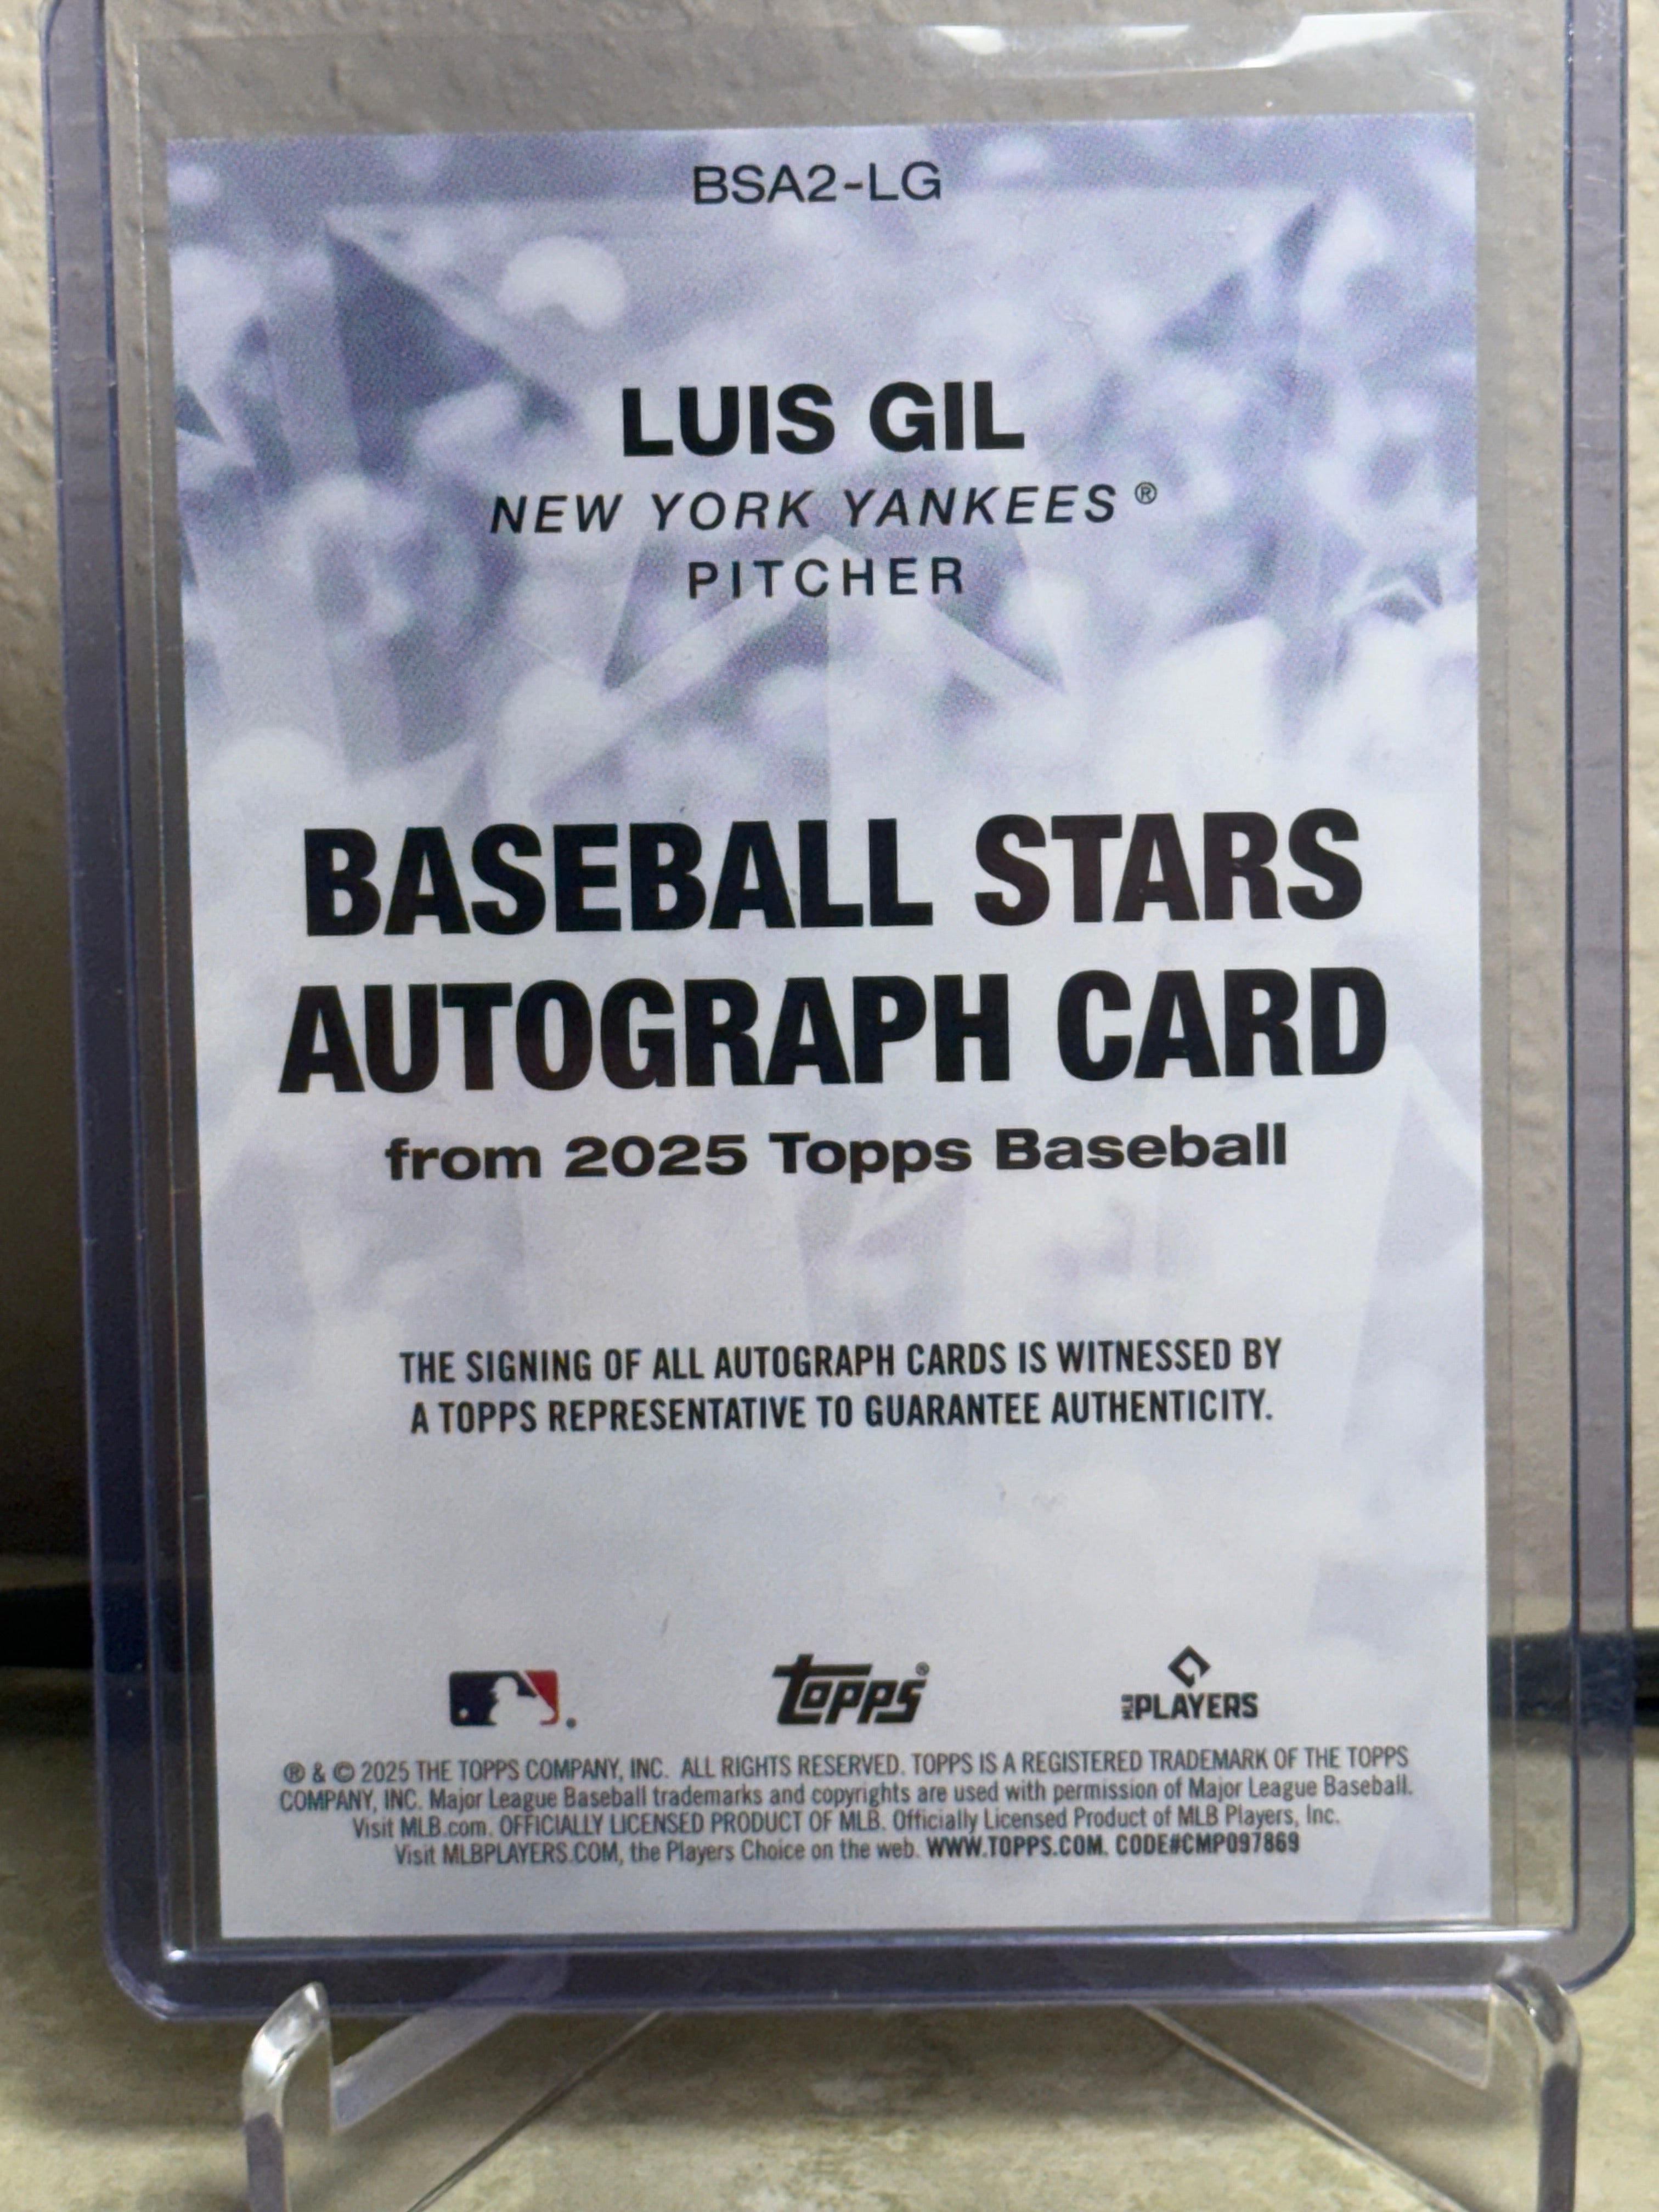 BSA2-LG
LUIS GIL
NEW YORK YANKEES®
PITCHER
BASEBALL STARS
AUTOGRAPH CARD
from 2025 Topps Baseball
THE SIGNING OF ALL AUTOGRAPH CARDS IS WITNESSED BY
A TOPPS REPRESENTATIVE TO GUARANTEE AUTHENTICITY.
topps® MLB PLAYERS
® & © 2025 THE TOPPS COMPANY, INC. ALL RIGHTS RESERVED. TOPPS IS A REGISTERED TRADEMARK OF THE TOPPS
COMPANY, INC. Major League Baseball trademarks and copyrights are used with permission of Major League Baseball.
Visit MLB.com. OFFICIALLY LICENSED PRODUCT OF MLB. Officially Licensed Product of MLB Players, Inc.
Visit MLBPLAYERS.COM, the Players Choice on the web. WWW.TOPPS.COM. CODE#CMP097869